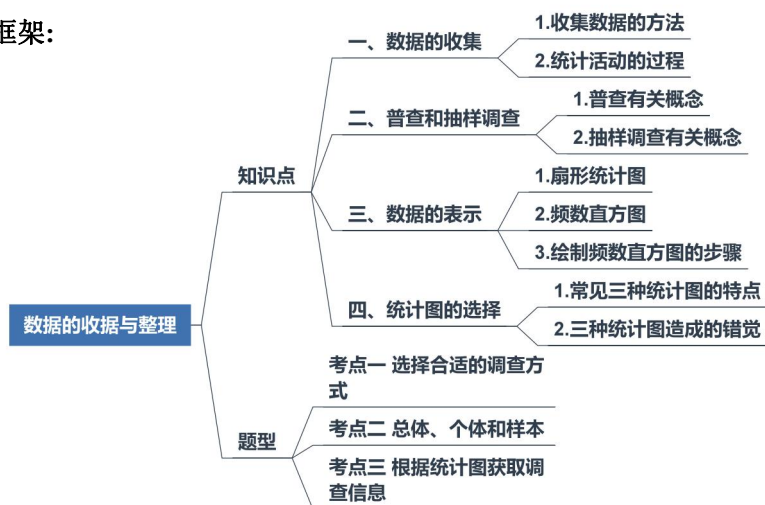 框架:
一、数据的收集
1.收集数据的方法
2.统计活动的过程
二、普查和抽样调查
1.普查有关概念
2.抽样调查有关概念
知识点
三、数据的表示
1.扇形统计图
2.频数直方图
3.绘制频数直方图的步骤
四、统计图的选择
1.常见三种统计图的特点
2.三种统计图造成的错觉
数据的收据与整理
题型
考点一 选择合适的调查方
式
考点二 总体、个体和样本
考点三 根据统计图获取调
查信息